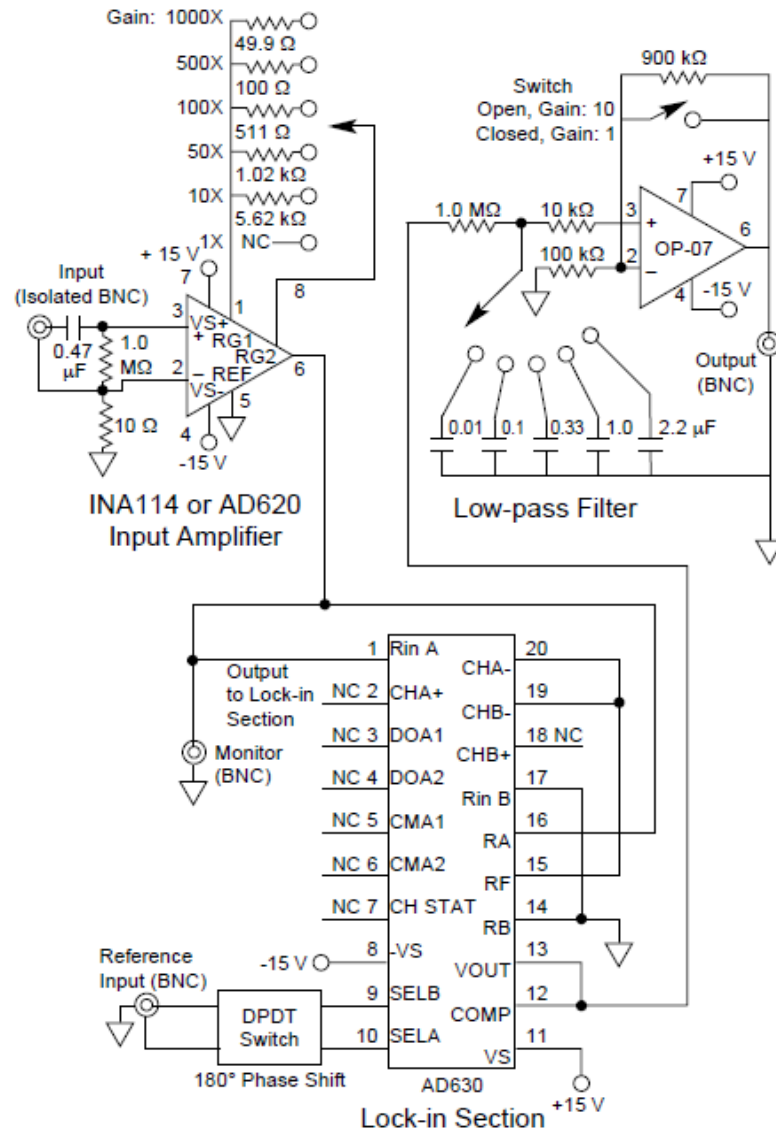 Gain: 1000X
49.9 Ω
500X
100 Ω
100X
511 Ω
50X
1.02 kΩ
10X
5.62 kΩ
1X
NC
+ 15 V
7
1
8
Input
(Isolated BNC)
3
VS+
+
RG1
RG2
6
0.47
µF
1.0
MΩ
2
−
REF
VS-
5
10 Ω
4
-15 V
INA114 or AD620
Input Amplifier
900 kΩ
Switch
Open, Gain: 10
Closed, Gain: 1
+15 V
7
1.0 MΩ
10 kΩ
3
+
6
OP-07
100 kΩ
2
−
4
-15 V
Output
(BNC)
0.01
0.1
0.33
1.0
2.2 µF
Low-pass Filter
1
Rin A
20
CHA-
Output
to Lock-in
Section
NC 2
CHA+
19
CHB-
NC 3
DOA1
18 NC
CHB+
Monitor
(BNC)
NC 4
DOA2
17
Rin B
NC 5
CMA1
16
RA
NC 6
CMA2
15
RF
NC 7
CH STAT
14
RB
-15 V
8
-VS
13
VOUT
Reference
Input (BNC)
9
SELB
12
COMP
DPDT
Switch
10
SELA
11
VS
180° Phase Shift
AD630
+15 V
Lock-in Section